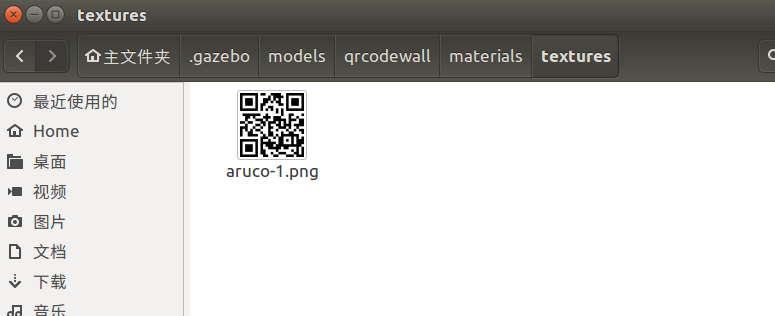 textures
主文件夹 .gazebo models qrcodewall materials textures
最近使用的
Home
桌面
视频
图片
文档
下载
音乐
aruco-1.png